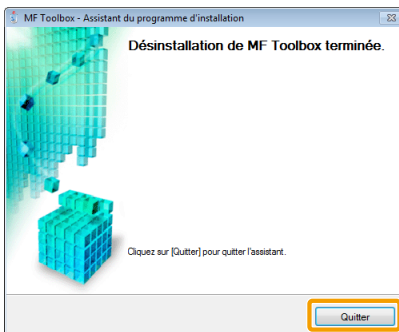 MF Toolbox - Assistant du programme d'installation
Désinstallation de MF Toolbox terminée.
Cliquez sur [Quitter] pour quitter l'assistant.
Quitter